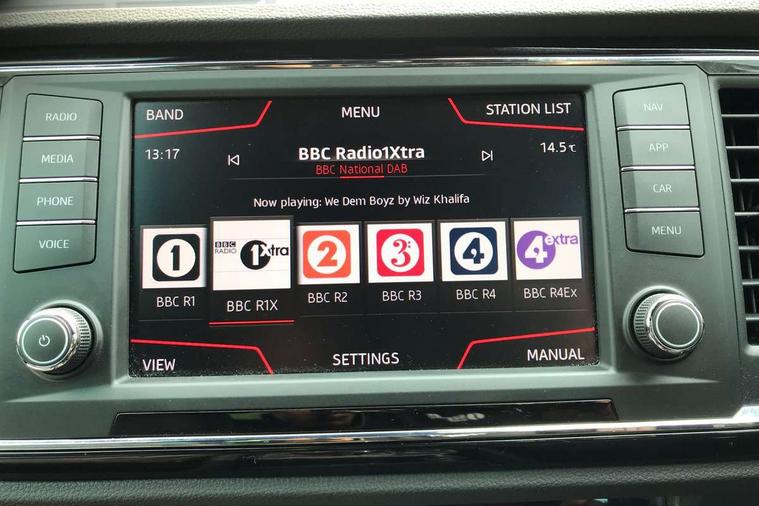 RADIO
MEDIA
PHONE
VOICE
BAND
MENU
STATION LIST
13:17
BBC Radio1Xtra
14.5 °C
BBC National DAB
Now playing: We Dem Boyz by Wiz Khalifa
1
BBC
RADIO
1Xtra
2
3
4
4 extra
BBC R1
BBC R1X
BBC R2
BBC R3
BBC R4
BBC R4Ex
VIEW
SETTINGS
MANUAL
NAV
APP
CAR
MENU